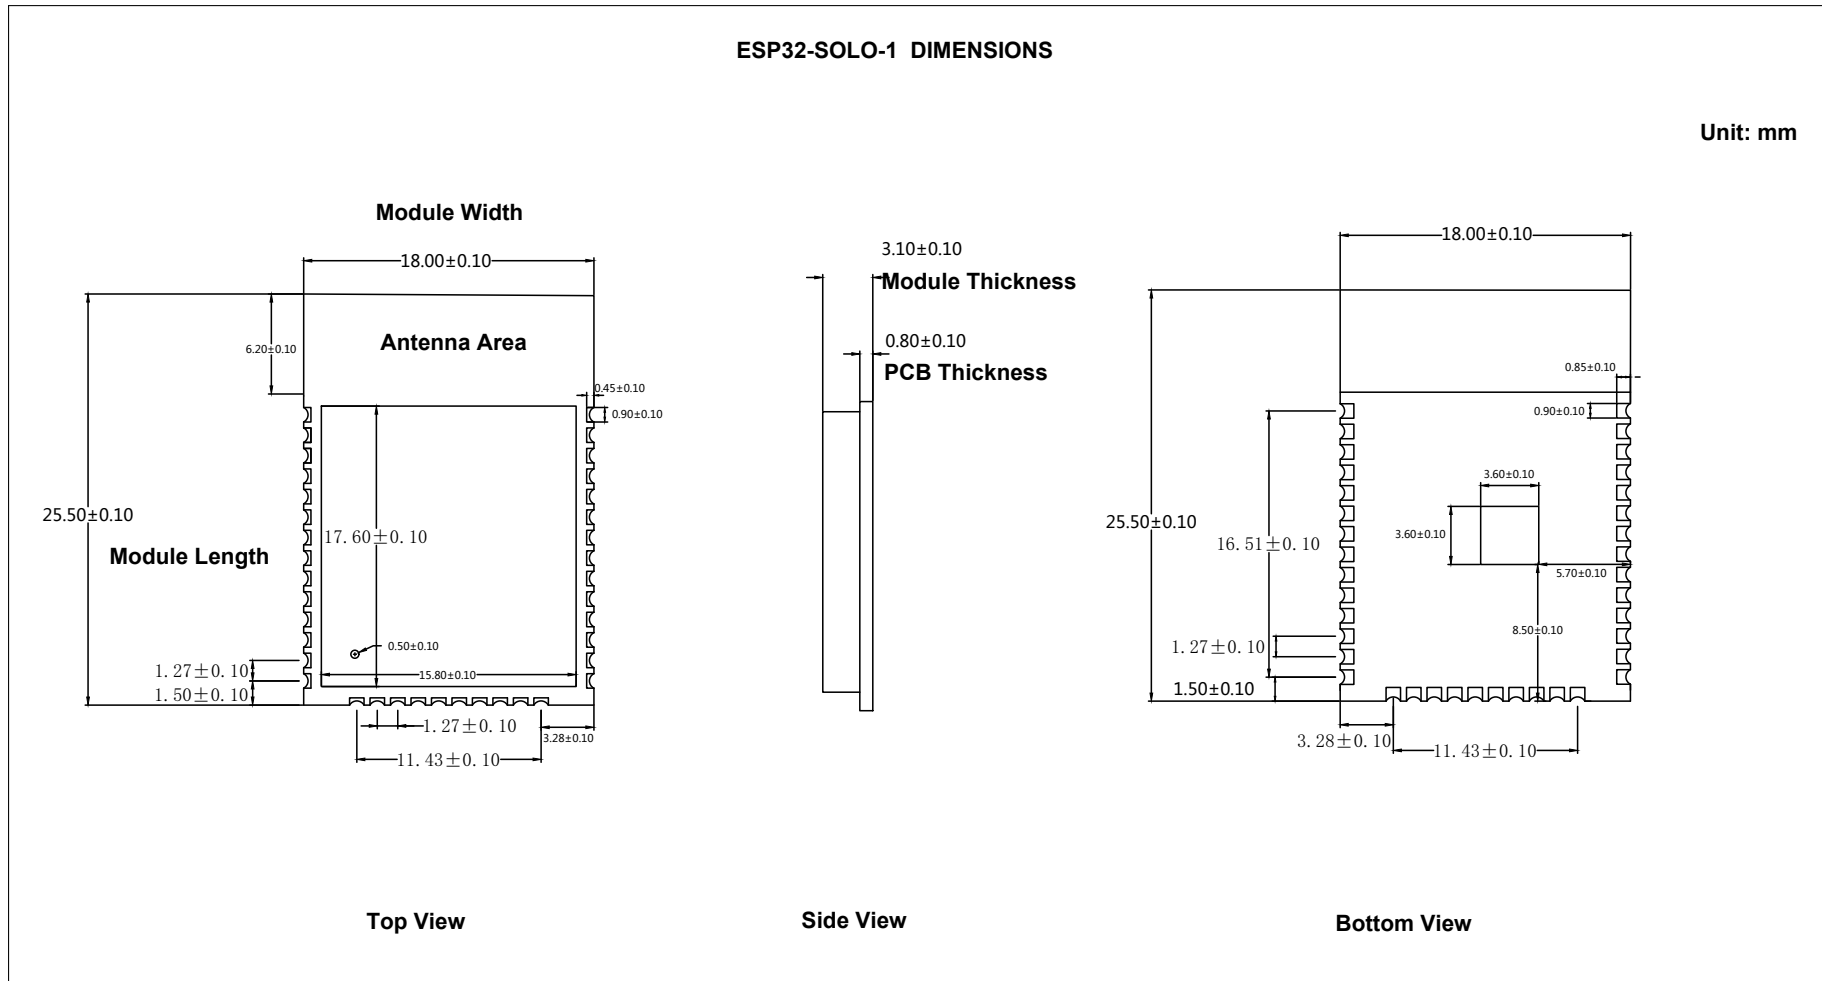 ESP32-SOLO-1 DIMENSIONS
Unit: mm
Module Width
18.00±0.10
6.20±0.10
Antenna Area
0.45±0.10
0.90±0.10
25.50±0.10
17.60±0.10
Module Length
0.50±0.10
15.80±0.10
1.27±0.10
1.50±0.10
1.27±0.10
3.28±0.10
11.43±0.10
Top View
3.10±0.10
Module Thickness
0.80±0.10
PCB Thickness
Side View
18.00±0.10
0.85±0.10
0.90±0.10
3.60±0.10
25.50±0.10
3.60±0.10
16.51±0.10
5.70±0.10
8.50±0.10
1.27±0.10
1.50±0.10
3.28±0.10
11.43±0.10
Bottom View